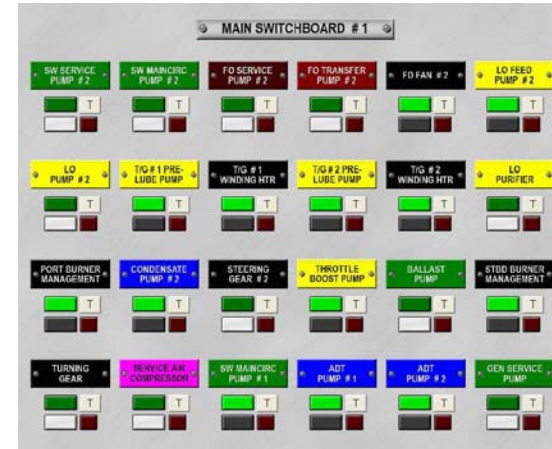 MAIN SWITCHBOARD #1
SW SERVICE PUMP #2
SW MAINCIRC PUMP #2
FO SERVICE PUMP #2
FO TRANSFER PUMP #2
FD FAN #2
LO FEED PUMP #2
T
T
T
T
T
T
LO PUMP #2
T/G #1 PRE-LUBE PUMP
T/G #1 WINDING HTR
T/G #2 PRE-LUBE PUMP
T/G #2 WINDING HTR
LO PURIFIER
T
T
T
T
T
T
PORT BURNER MANAGEMENT
CONDENSATE PUMP #2
STEERING GEAR #2
THROTTLE BOOST PUMP
BALLAST PUMP
STBD BURNER MANAGEMENT
T
T
T
T
T
T
TURNING GEAR
SERVICE AIR COMPRESSOR
SW MAINCIRC PUMP #1
ADT PUMP #1
ADT PUMP #2
GEN SERVICE PUMP
T
T
T
T
T
T